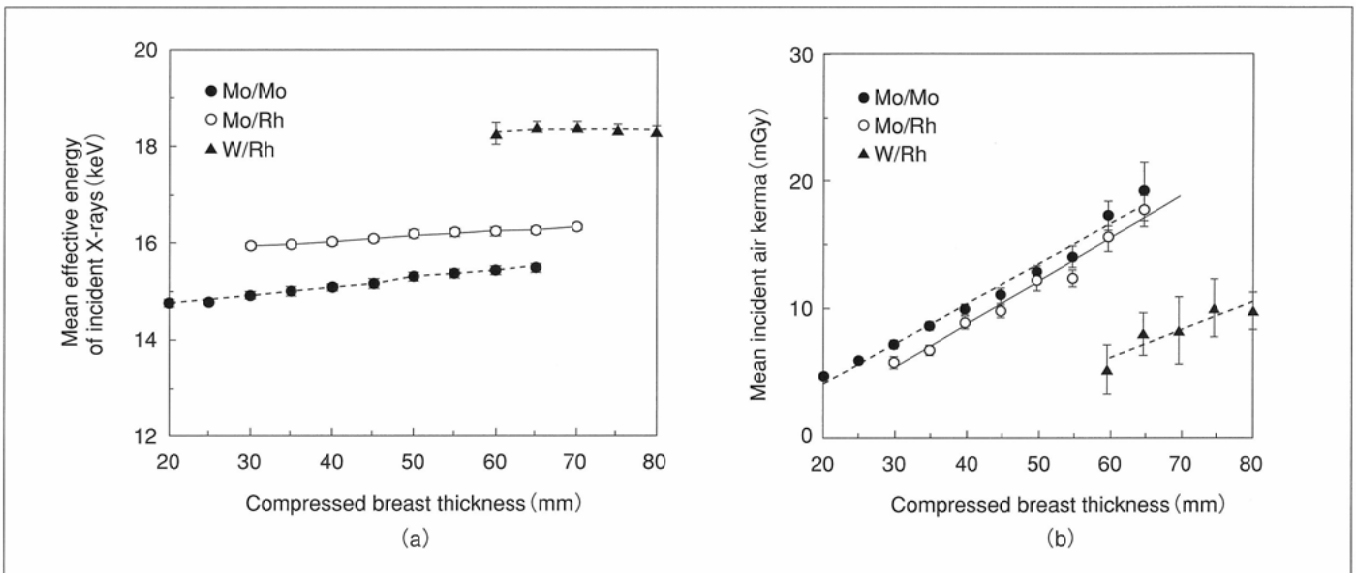 20
18
16
14
12
Mean effective energy
of incident X-rays (keV)
● Mo/Mo
○ Mo/Rh
▲ W/Rh
20 30 40 50 60 70 80
Compressed breast thickness (mm)
(a)
30
20
10
0
Mean incident air kerma (mGy)
● Mo/Mo
○ Mo/Rh
▲ W/Rh
20 30 40 50 60 70 80
Compressed breast thickness (mm)
(b)